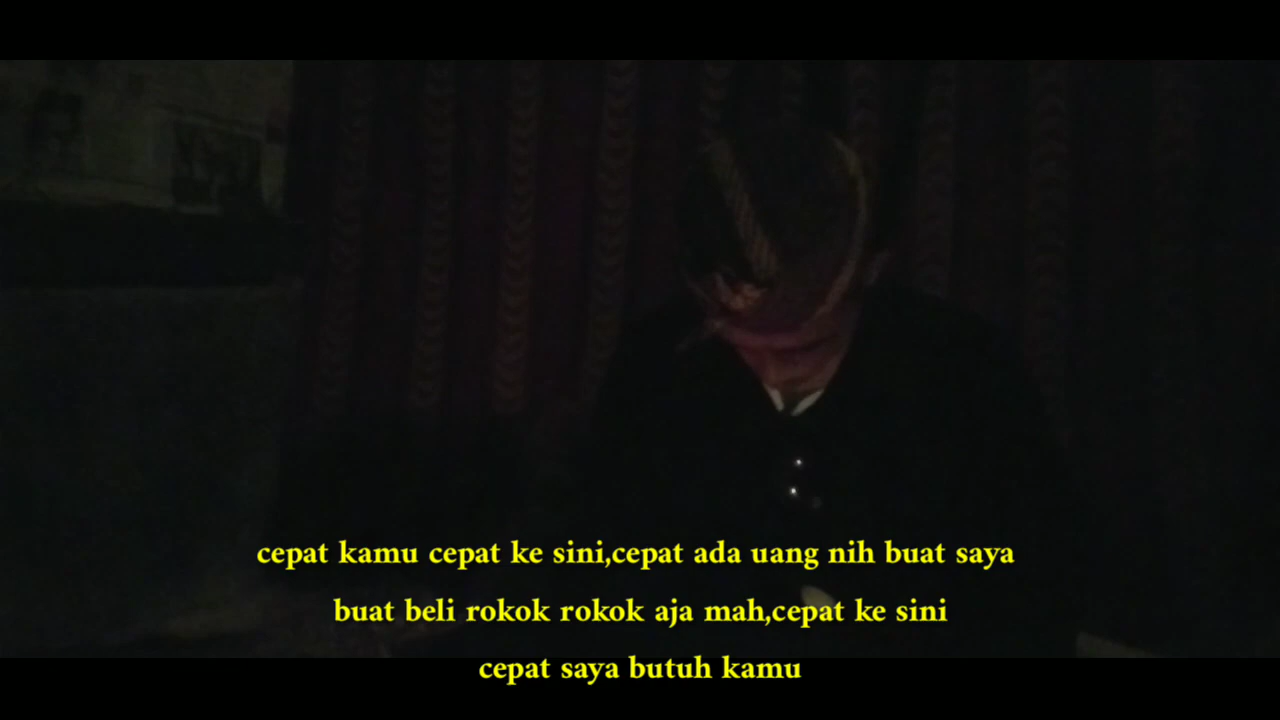 cepat kamu cepat ke sini,cepat ada uang nih buat saya
buat beli rokok rokok aja mah,cepat ke sini
cepat saya butuh kamu